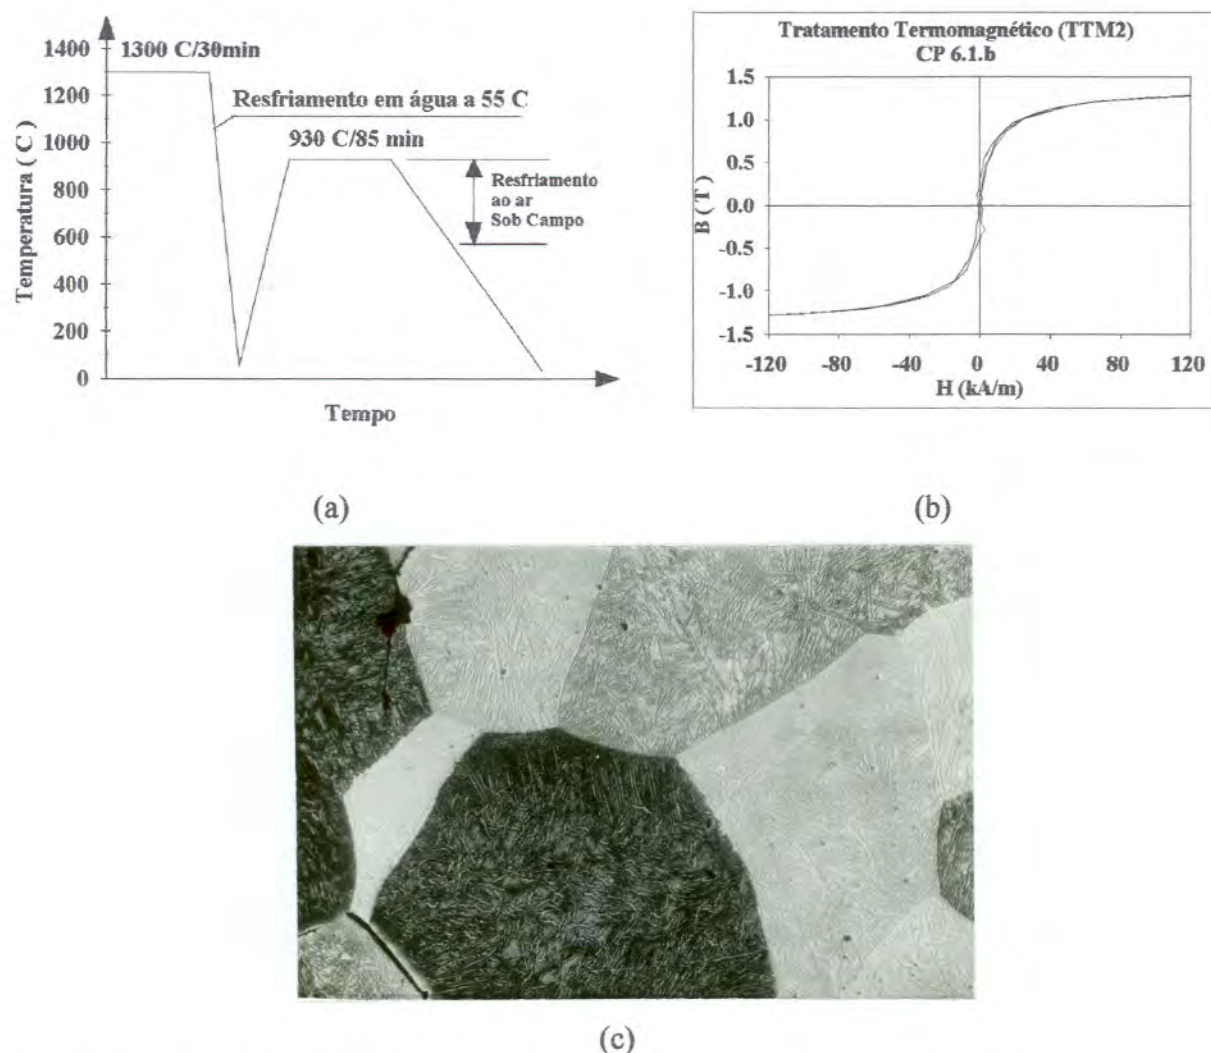 1400
1300 C/30min
1200
Resfriamento em água a 55 C
1000
930 C/85 min
800
Resfriamento
ao ar
Sob Campo
600
400
200
0
Temperatura ( C )
Tempo
(a)
Tratamento Termomagnético (TTM2)
CP 6.1.b
1.5
1.0
0.5
0.0
-0.5
-1.0
-1.5
B ( T )
-120 -80 -40 0 40 80 120
H (kA/m)
(b)
(c)